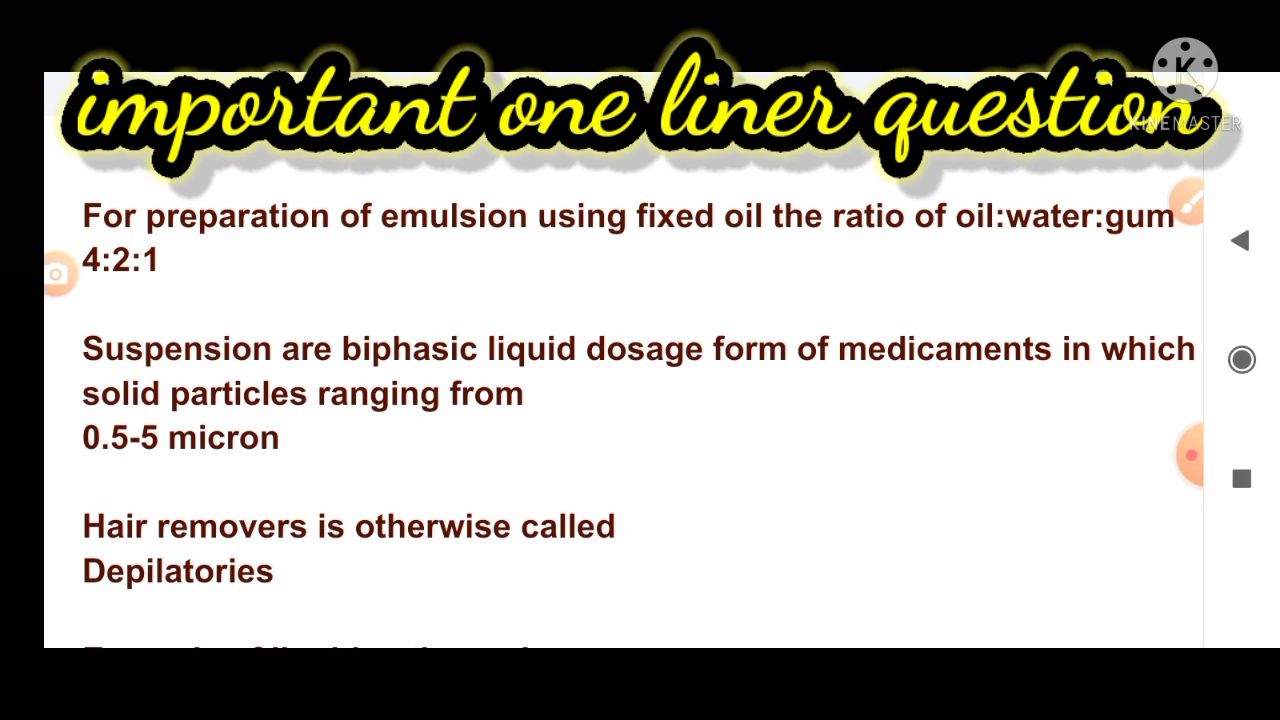 important one liner question
KINEMASTER
For preparation of emulsion using fixed oil the ratio of oil:water:gum
4:2:1
Suspension are biphasic liquid dosage form of medicaments in which
solid particles ranging from
0.5-5 micron
Hair removers is otherwise called
Depilatories